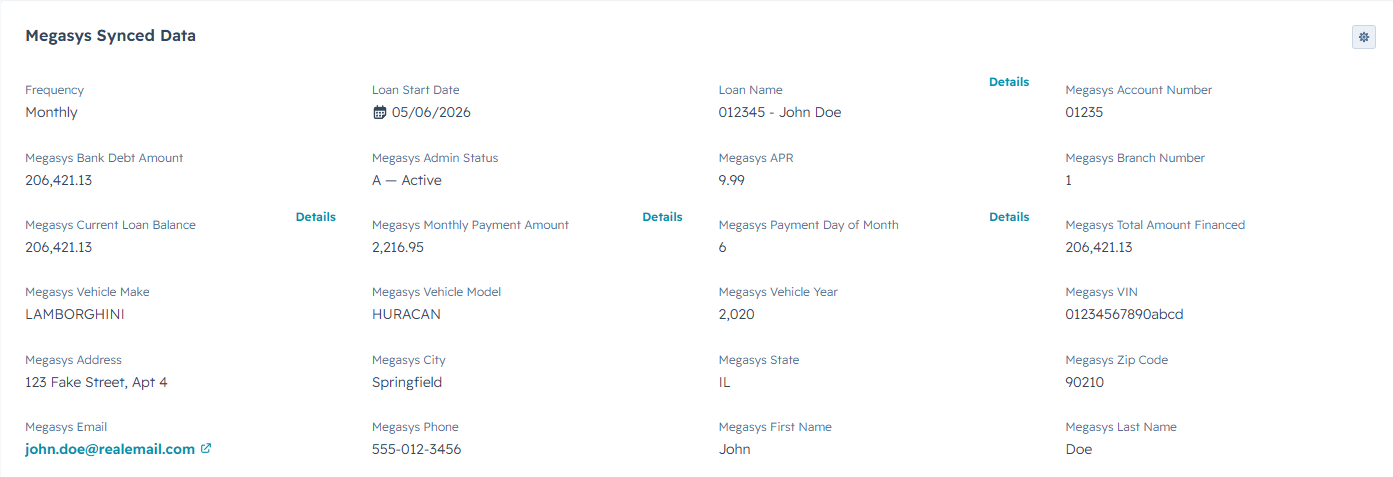 Megasys Synced Data
Frequency
Monthly
Loan Start Date
05/06/2026
Loan Name
Details
012345 - John Doe
Megasys Account Number
01235
Megasys Bank Debt Amount
206,421.13
Megasys Admin Status
A — Active
Megasys APR
9.99
Megasys Branch Number
1
Megasys Current Loan Balance
Details
206,421.13
Megasys Monthly Payment Amount
Details
2,216.95
Megasys Payment Day of Month
Details
6
Megasys Total Amount Financed
206,421.13
Megasys Vehicle Make
LAMBORGHINI
Megasys Vehicle Model
HURACAN
Megasys Vehicle Year
2,020
Megasys VIN
01234567890abcd
Megasys Address
123 Fake Street, Apt 4
Megasys City
Springfield
Megasys State
IL
Megasys Zip Code
90210
Megasys Email
john.doe@realemail.com
Megasys Phone
555-012-3456
Megasys First Name
John
Megasys Last Name
Doe